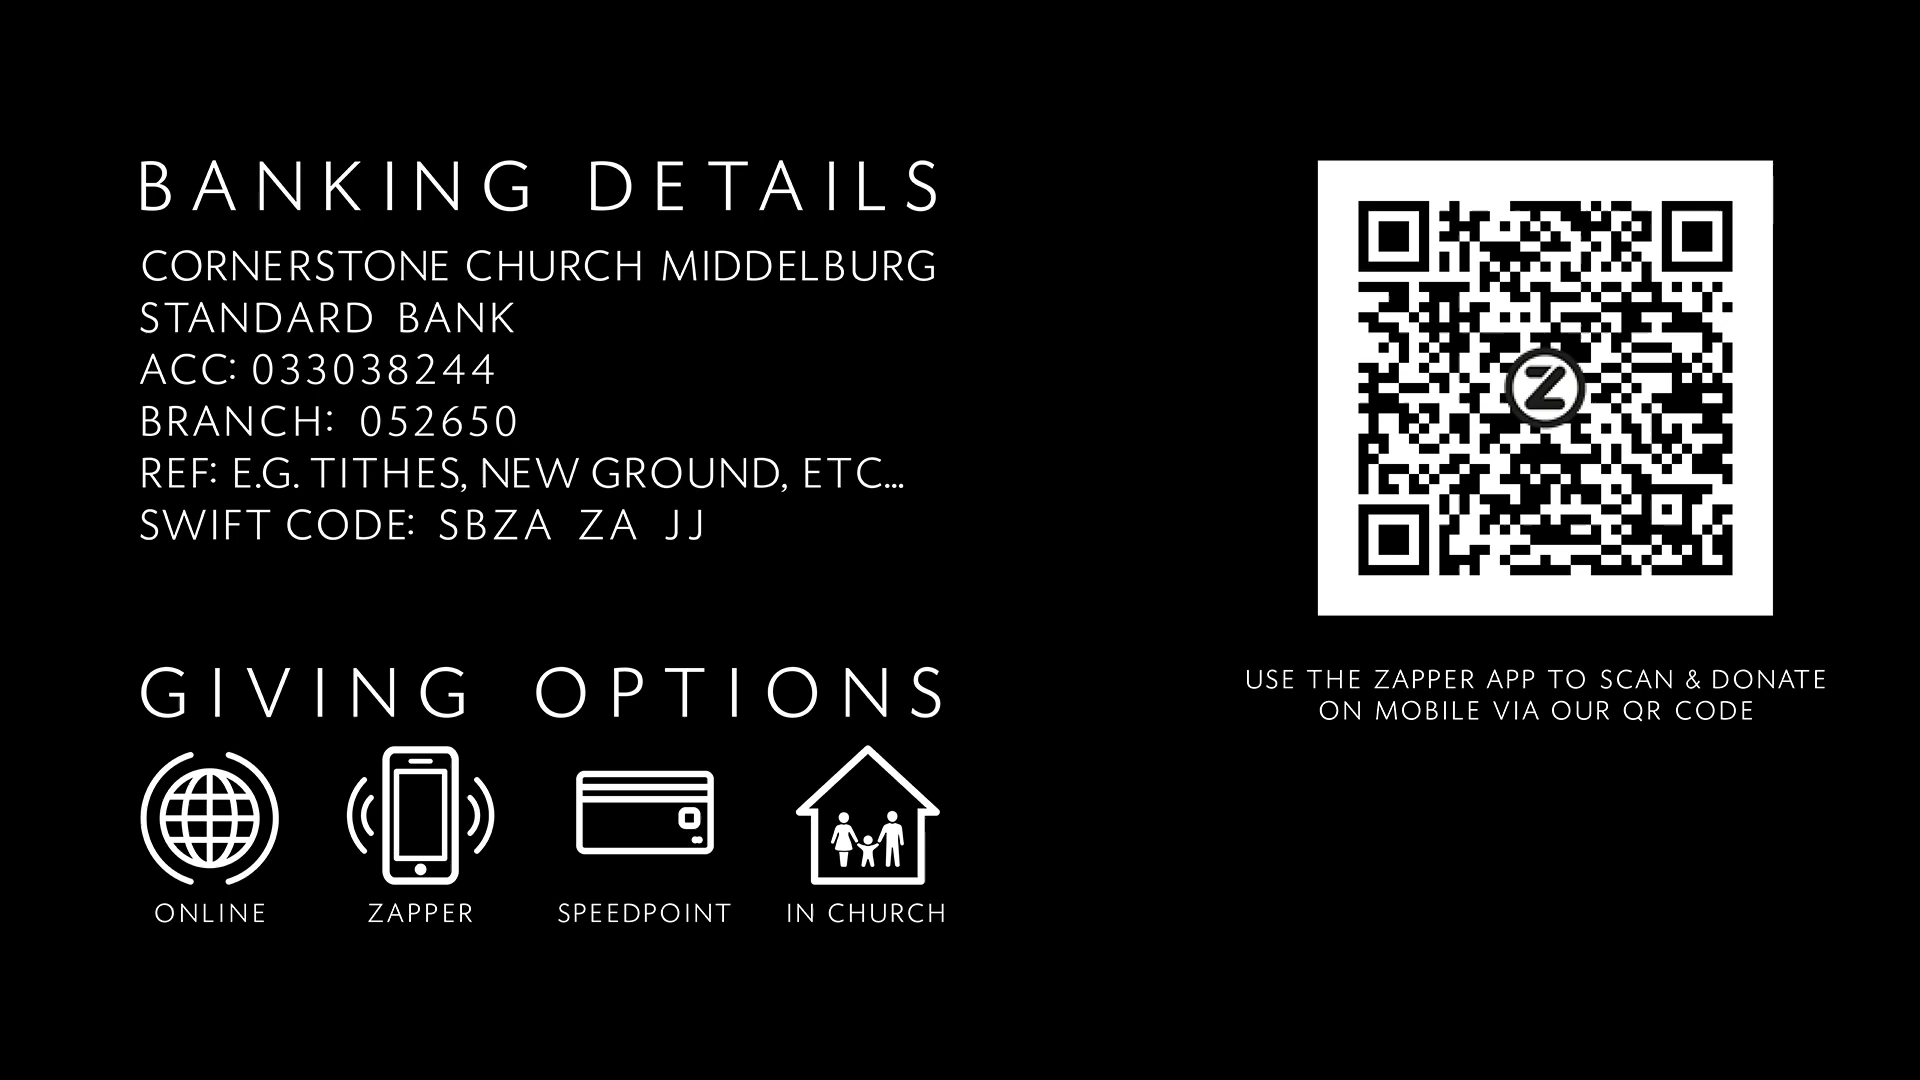 BANKING DETAILS
CORNERSTONE CHURCH MIDDELBURG
STANDARD BANK
ACC: 033038244
BRANCH: 052650
REF: E.G. TITHES, NEW GROUND, ETC...
SWIFT CODE: SBZA ZA JJ
GIVING OPTIONS
ONLINE
ZAPPER
SPEEDPOINT
IN CHURCH
Z
USE THE ZAPPER APP TO SCAN & DONATE
ON MOBILE VIA OUR QR CODE